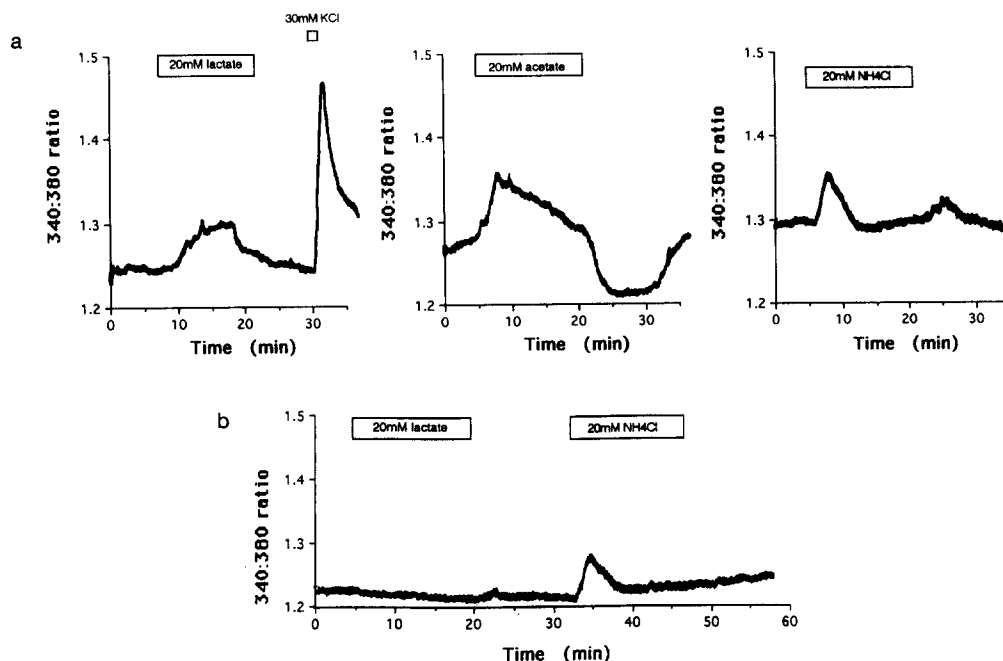 a
30mM KCl
20mM lactate
340:380 ratio
1.5
1.4
1.3
1.2
0
10
20
30
Time (min)
20mM acetate
340:380 ratio
1.5
1.4
1.3
1.2
0
10
20
30
Time (min)
20mM NH4Cl
340:380 ratio
1.5
1.4
1.3
1.2
0
10
20
30
Time (min)
b
20mM lactate
20mM NH4Cl
340:380 ratio
1.5
1.4
1.3
1.2
0
10
20
30
40
50
60
Time (min)